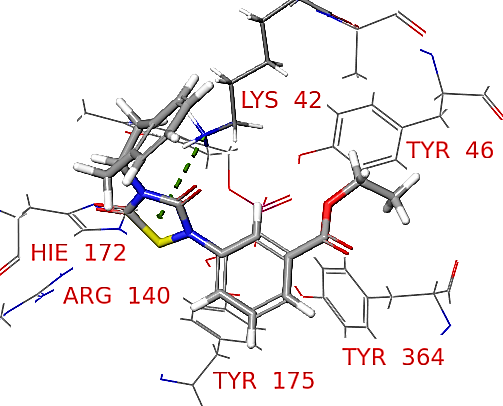 LYS 42
TYR 46
HIE 172
ARG 140
TYR 364
TYR 175